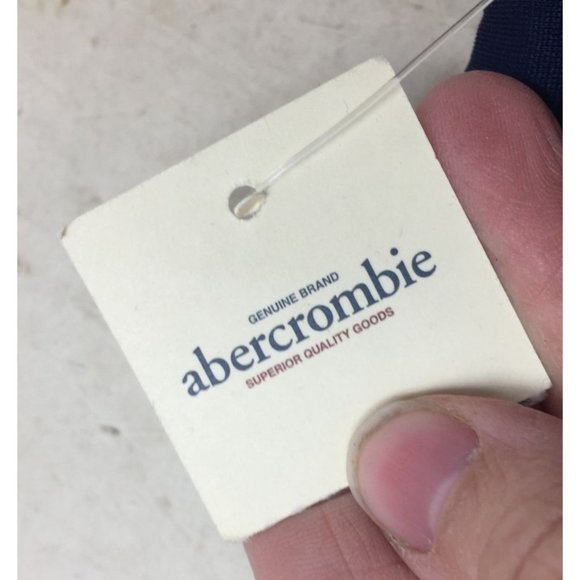 GENUINE BRAND
abercrombie
SUPERIOR QUALITY GOODS